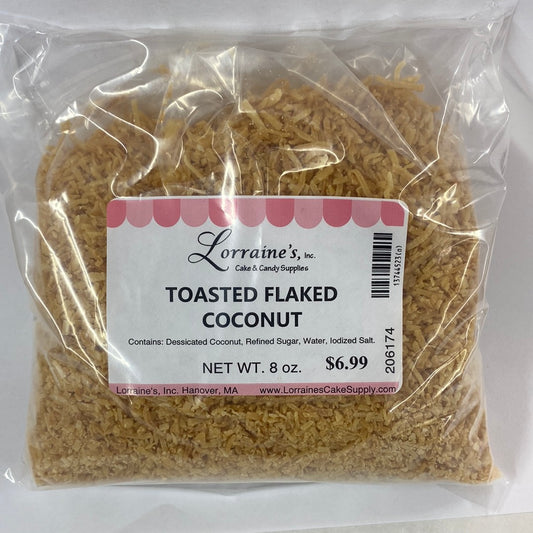 Lorraine's, Inc.
Cake & Candy Supplies
TOASTED FLAKED
COCONUT
Contains: Dessicated Coconut, Refined Sugar, Water, Iodized Salt.
NET WT. 8 oz. $6.99
Lorraine's, Inc. Hanover, MA www.LorrainesCakeSupply.com
13744523(a)
206174